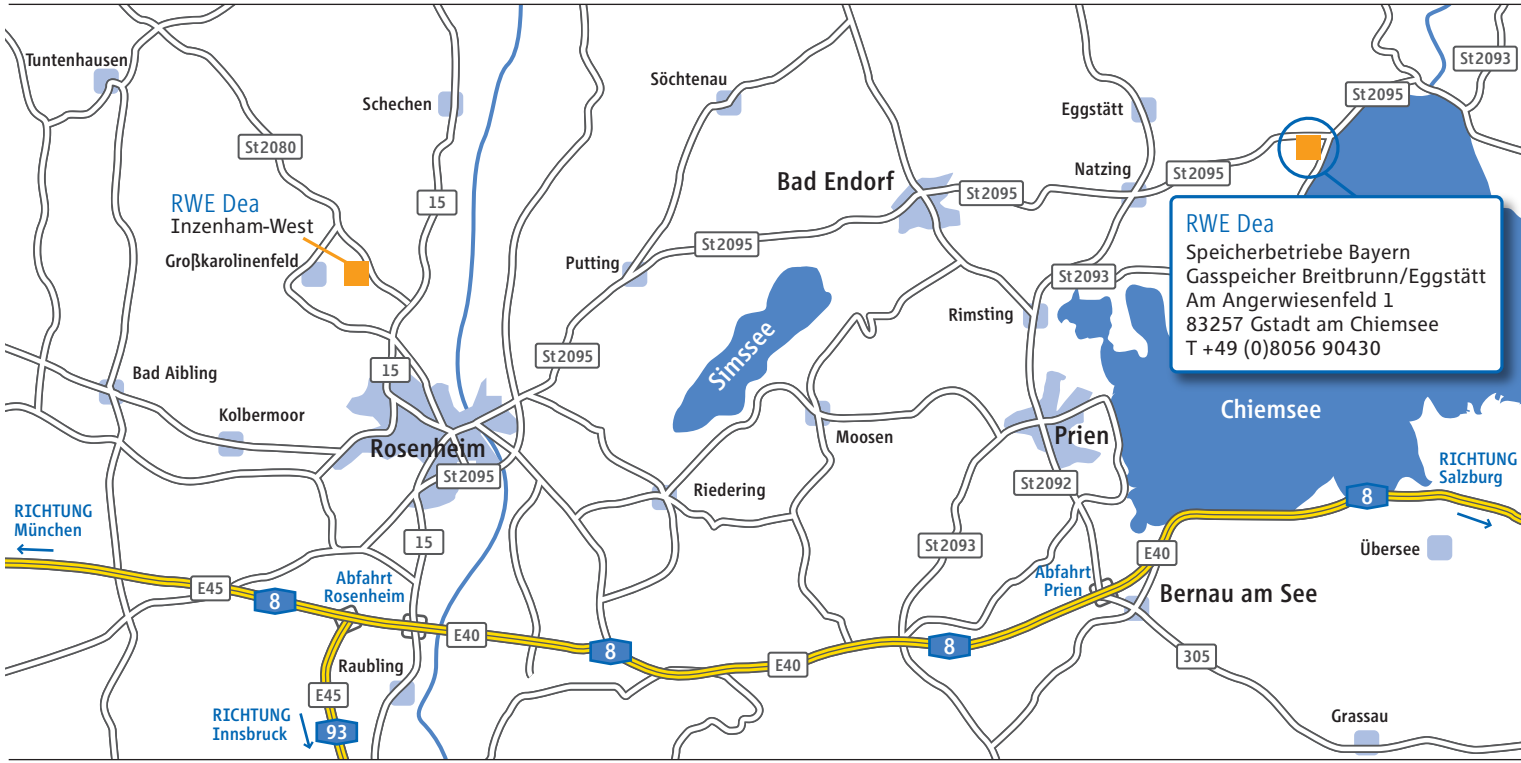 Tuntenhausen
Schechen
Söchtenau
Eggstätt
St2093
St2095
St2080
Bad Endorf
Natzing
St2095
St2095
15
RWE Dea
Inzenham-West
Großkarolinenfeld
St2095
Putting
St2093
RWE Dea
Speicherbetriebe Bayern
Gasspeicher Breitbrunn/Eggstätt
Am Angerwiesenfeld 1
83257 Gstadt am Chiemsee
T +49 (0)8056 90430
Rimsting
Simssee
St2095
15
Bad Aibling
Kolbermoor
Rosenheim
St2095
Moosen
Prien
Chiemsee
Riedering
St2092
RICHTUNG
Salzburg
8
RICHTUNG
München
15
St2093
E40
Übersee
E45
8
Abfahrt
Rosenheim
Abfahrt
Prien
Bernau am See
E40
8
E40
8
305
Raubling
E45
RICHTUNG
Innsbruck
93
Grassau